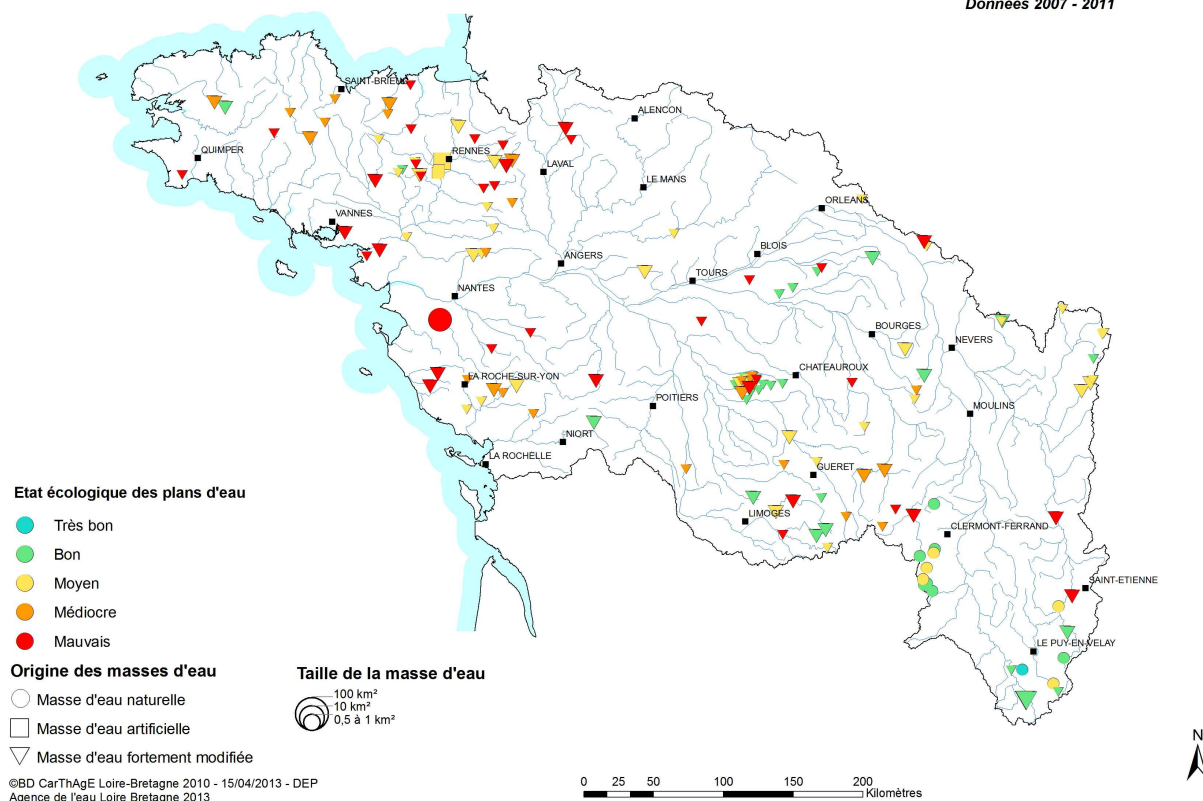 Données 2007 - 2011
SAINT-BRIEUC
ALENCON
QUIMPER
RENNES
LAVAL
LE MANS
ORLEANS
VANNES
BLOIS
ANGERS
TOURS
NANTES
BOURGES
NEVERS
CHATEAUROUX
LA ROCHE-SUR-YON
POITIERS
MOULINS
NIORT
LA ROCHELLE
GUERET
LIMOGES
CLERMONT-FERRAND
SAINT-ETIENNE
LE PUY-EN-VELAY
Etat écologique des plans d'eau
Très bon
Bon
Moyen
Médiocre
Mauvais
Origine des masses d'eau
Masse d'eau naturelle
Masse d'eau artificielle
Masse d'eau fortement modifiée
Taille de la masse d'eau
100 km²
10 km²
0,5 à 1 km²
©BD CarThAgE Loire-Bretagne 2010 - 15/04/2013 - DEP
Agence de l'eau Loire Bretagne 2013
0 25 50 100 150 200
Kilomètres
N